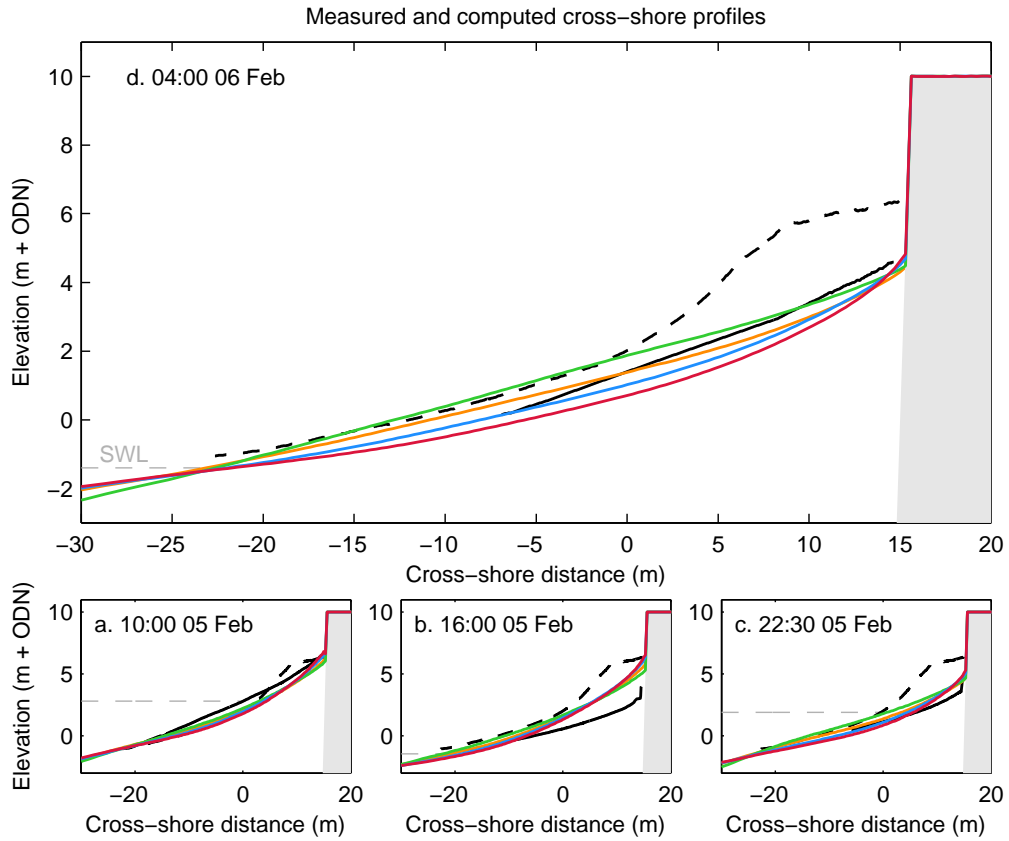 Measured and computed cross−shore profiles
d. 04:00 06 Feb
Elevation (m + ODN)
10
8
6
4
2
0
−2
SWL
−30 −25 −20 −15 −10 −5 0 5 10 15 20
Cross−shore distance (m)
Elevation (m + ODN)
a. 10:00 05 Feb
b. 16:00 05 Feb
c. 22:30 05 Feb
10 10 10
5 5 5
0 0 0
−20 0 20 −20 0 20 −20 0 20
Cross−shore distance (m) Cross−shore distance (m) Cross−shore distance (m)